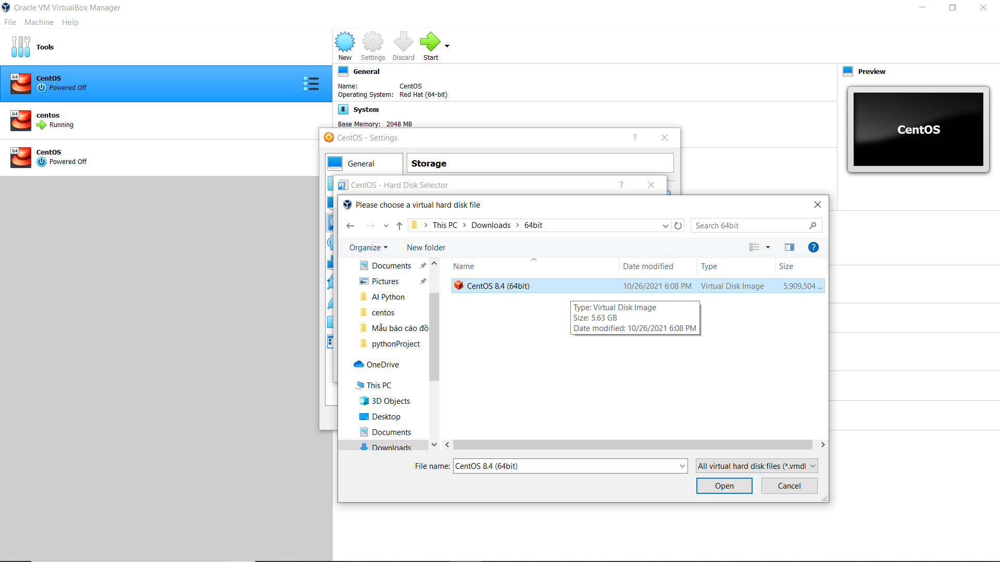 Oracle VM VirtualBox Manager
File Machine Help
Tools
64 CentOS
Powered Off
64 centos
Running
64 CentOS
Powered Off
New Settings Discard Start
General
Name: CentOS
Operating System: Red Hat (64-bit)
System
Base Memory: 2048 MB
Preview
CentOS
CentOS - Settings ?
General
Storage
CentOS - Hard Disk Selector ?
Please choose a virtual hard disk file
This PC > Downloads > 64bit
Search 64bit
Organize New folder ?
Documents
Pictures
AI Python
centos
Mẫu báo cáo đồ
pythonProject
OneDrive
This PC
3D Objects
Desktop
Documents
Downloads
Name Date modified Type Size
CentOS 8.4 (64bit) 10/26/2021 6:08 PM Virtual Disk Image 5,909,504 ...
Type: Virtual Disk Image
Size: 5.63 GB
Date modified: 10/26/2021 6:08 PM
File name: CentOS 8.4 (64bit) All virtual hard disk files (*.vmdl
Open Cancel